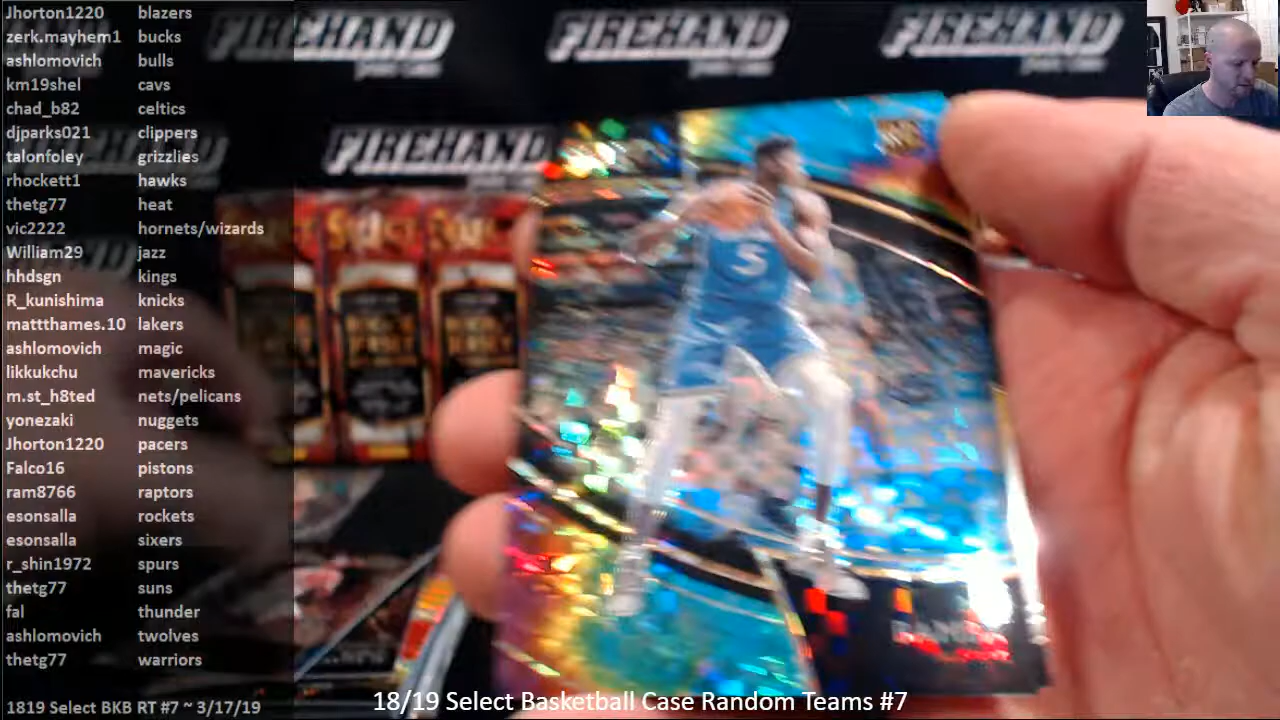 Jhorton1220 blazers
zerk.mayhem1 bucks
ashlomovich bulls
km19shel cavs
chad_b82 celtics
djparks021 clippers
talonfoley grizzlies
rhockett1 hawks
thetg77 heat
vic2222 hornets/wizards
William29 jazz
hhdsgn kings
R_kunishima knicks
mattthames.10 lakers
ashlomovich magic
likkukchu mavericks
m.st_h8ted nets/pelicans
yonezaki nuggets
Jhorton1220 pacers
Falco16 pistons
ram8766 raptors
esonsalla rockets
esonsalla sixers
r_shin1972 spurs
thetg77 suns
fal thunder
ashlomovich twolves
thetg77 warriors
1819 Select BKB RT #7 ~ 3/17/19
FIREHAND
FIREHAND
FIREHAND
FIREHAND
5
18/19 Select Basketball Case Random Teams #7